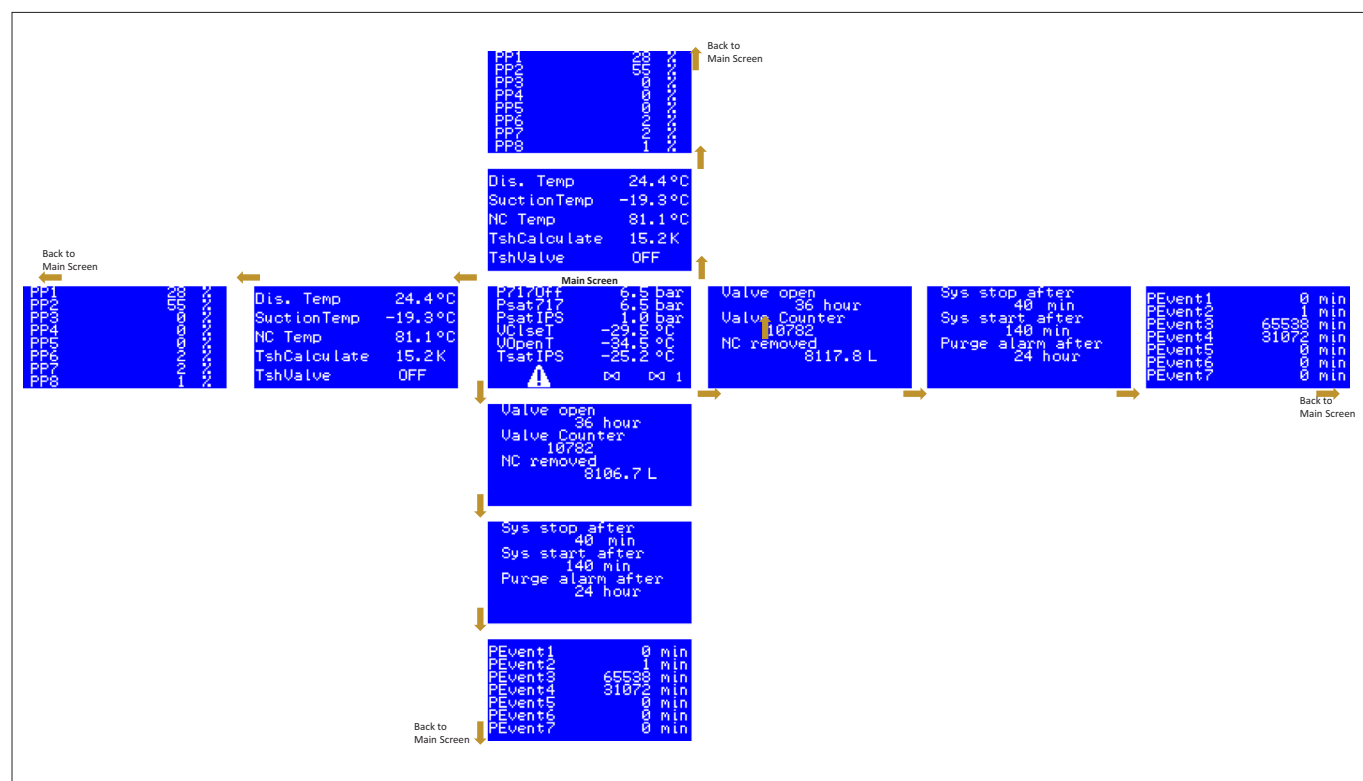 PP1 28 %
PP2 55 %
PP3 0 %
PP4 0 %
PP5 0 %
PP6 2 %
PP7 2 %
PP8 1 %
Back to
Main Screen
Dis. Temp 24.4°C
SuctionTemp -19.3°C
NC Temp 81.1°C
TshCalculate 15.2K
TshValve OFF
Back to
Main Screen
PP1 28 %
PP2 55 %
PP3 0 %
PP4 0 %
PP5 0 %
PP6 2 %
PP7 2 %
PP8 1 %
Dis. Temp 24.4°C
SuctionTemp -19.3°C
NC Temp 81.1°C
TshCalculate 15.2K
TshValve OFF
Main Screen
P717Off 6.5 bar
Psat717 6.5 bar
PsatIPS 1.0 bar
VClseT -29.5 °C
VOpenT -34.5 °C
TsatIPS -25.2 °C
1
Valve open
36 hour
Valve Counter
10782
NC removed
8117.8 L
Sys stop after
40 min
Sys start after
140 min
Purge alarm after
24 hour
PEvent1 0 min
PEvent2 1 min
PEvent3 65538 min
PEvent4 31072 min
PEvent5 0 min
PEvent6 0 min
PEvent7 0 min
Back to
Main Screen
Valve open
36 hour
Valve Counter
10782
NC removed
8106.7 L
Sys stop after
40 min
Sys start after
140 min
Purge alarm after
24 hour
PEvent1 0 min
PEvent2 1 min
PEvent3 65538 min
PEvent4 31072 min
PEvent5 0 min
PEvent6 0 min
PEvent7 0 min
Back to
Main Screen